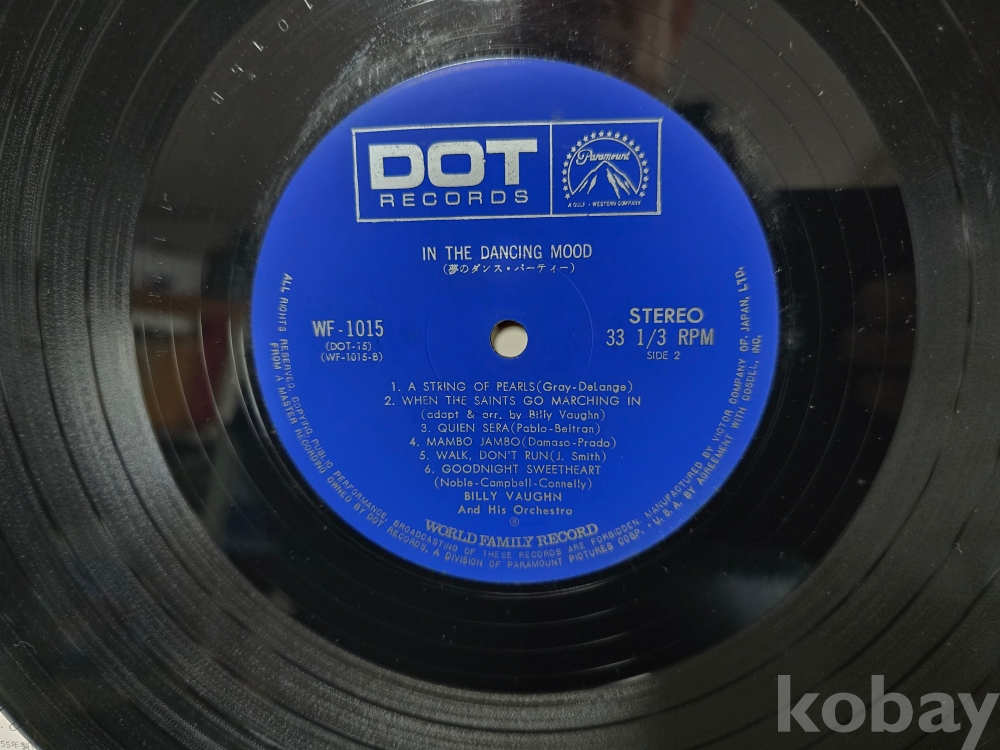 DOT
RECORDS
Paramount
A GULF + WESTERN COMPANY
IN THE DANCING MOOD
(夢のダンス・パーティー)
WF-1015
(DOT-15)
(WF-1015-B)
STEREO
33 1/3 RPM
SIDE 2
1. A STRING OF PEARLS(Gray-DeLange)
2. WHEN THE SAINTS GO MARCHING IN
(adapt & arr. by Billy Vaughn)
3. QUIEN SERA(Pablo-Beltran)
4. MAMBO JAMBO(Damaso-Prado)
5. WALK, DON'T RUN(J. Smith)
6. GOODNIGHT SWEETHEART
(Noble-Campbell-Connelly)
BILLY VAUGHN
And His Orchestra
Ⓡ
WORLD FAMILY RECORD
ALL RIGHTS RESERVED. COPYING, PUBLIC PERFORMANCE, BROADCASTING OF THESE RECORDS ARE FORBIDDEN. MANUFACTURED BY VICTOR COMPANY OF JAPAN, LTD.
FROM A MASTER RECORDING OWNED BY DOT RECORDS, A DIVISION OF PARAMOUNT PICTURES CORP., U.S.A. BY AGREEMENT WITH COSDEL, INC.
kobay